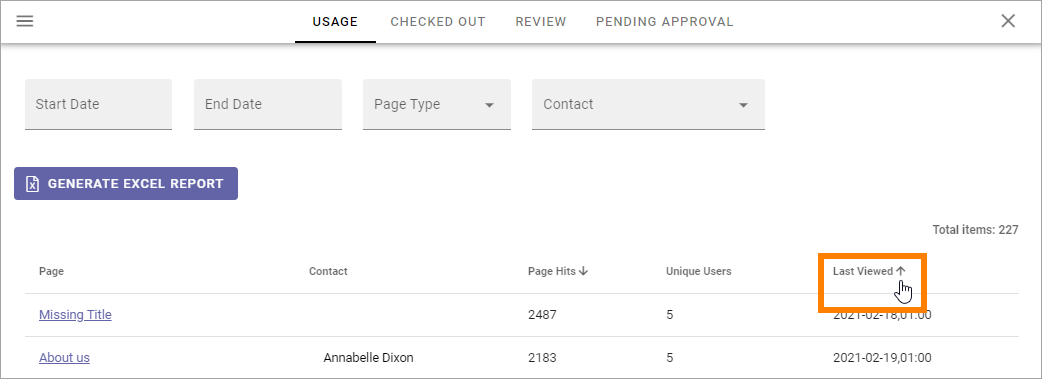 USAGE CHECKED OUT REVIEW PENDING APPROVAL
Start Date End Date Page Type Contact
GENERATE EXCEL REPORT
Total items: 227
Page Contact Page Hits Unique Users Last Viewed
Missing Title 2487 5 2021-02-18,01:00
About us Annabelle Dixon 2183 5 2021-02-19,01:00